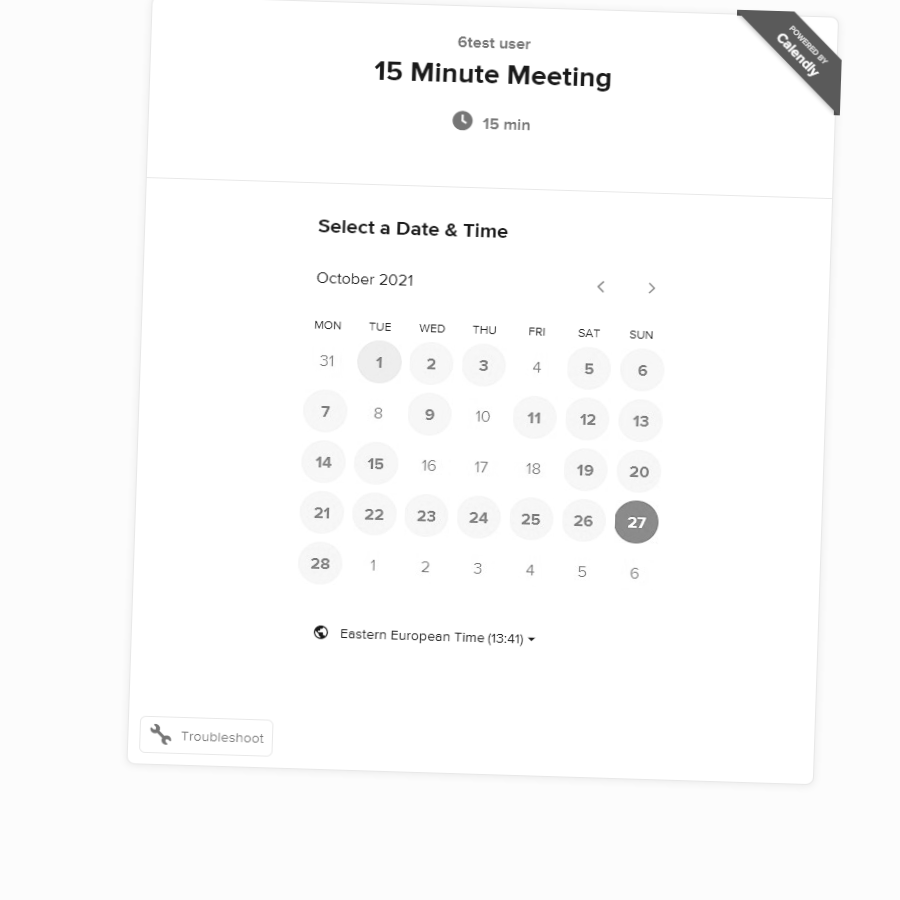 6test user
15 Minute Meeting
15 min
POWERED BY
Calendly
Select a Date & Time
October 2021
MON TUE WED THU FRI SAT SUN
31 1 2 3 4 5 6
7 8 9 10 11 12 13
14 15 16 17 18 19 20
21 22 23 24 25 26 27
28 1 2 3 4 5 6
Eastern European Time (13:41)
Troubleshoot